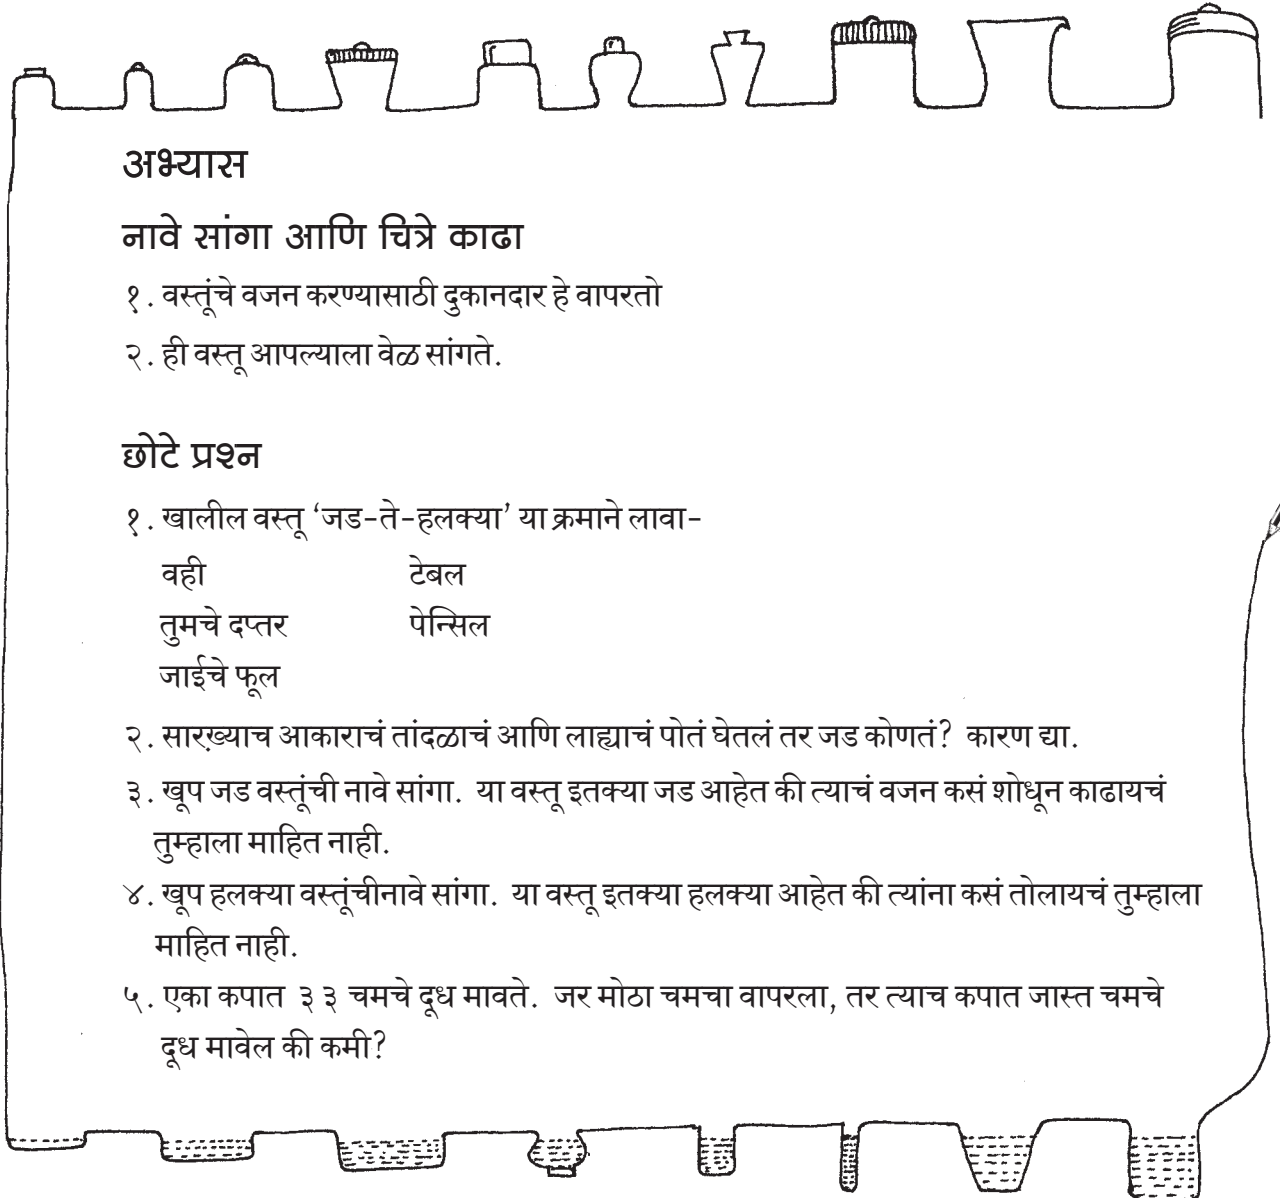 अभ्यास
नावे सांगा आणि चित्रे काढा
१. वस्तूंचे वजन करण्यासाठी दुकानदार हे वापरतो
२. ही वस्तू आपल्याला वेळ सांगते.
छोटे प्रश्न
१. खालील वस्तू ‘जड-ते-हलक्या’ या क्रमाने लावा-
वही टेबल
तुमचे दप्तर पेन्सिल
जाईचे फूल
२. सारख़्याच आकाराचं तांदळाचं आणि लाह्याचं पोतं घेतलं तर जड कोणतं? कारण द्या.
३. खूप जड वस्तूंची नावे सांगा. या वस्तू इतक्या जड आहेत की त्याचं वजन कसं शोधून काढायचं
तुम्हाला माहित नाही.
४. खूप हलक्या वस्तूंचीनावे सांगा. या वस्तू इतक्या हलक्या आहेत की त्यांना कसं तोलायचं तुम्हाला
माहित नाही.
५. एका कपात ३३ चमचे दूध मावते. जर मोठा चमचा वापरला, तर त्याच कपात जास्त चमचे
दूध मावेल की कमी?